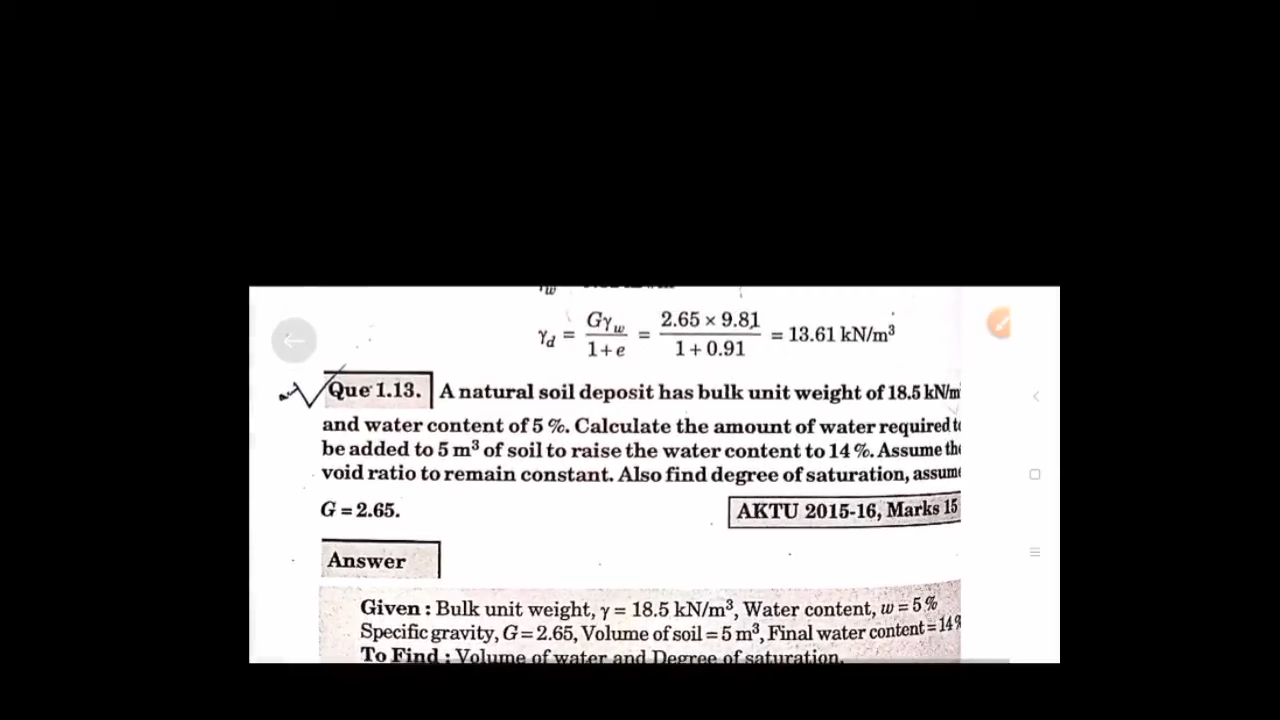 γd = Gγw / 1+e = 2.65 × 9.81 / 1 + 0.91 = 13.61 kN/m³
Que 1.13. A natural soil deposit has bulk unit weight of 18.5 kN/m
and water content of 5 %. Calculate the amount of water required
be added to 5 m³ of soil to raise the water content to 14 %. Assume
void ratio to remain constant. Also find degree of saturation,
G = 2.65.
AKTU 2015-16, Marks 15
Answer
Given : Bulk unit weight, γ = 18.5 kN/m³, Water content, w = 5 %
Specific gravity, G = 2.65, Volume of soil = 5 m³, Final water content = 14
To Find : Volume of water and Degree of saturation.